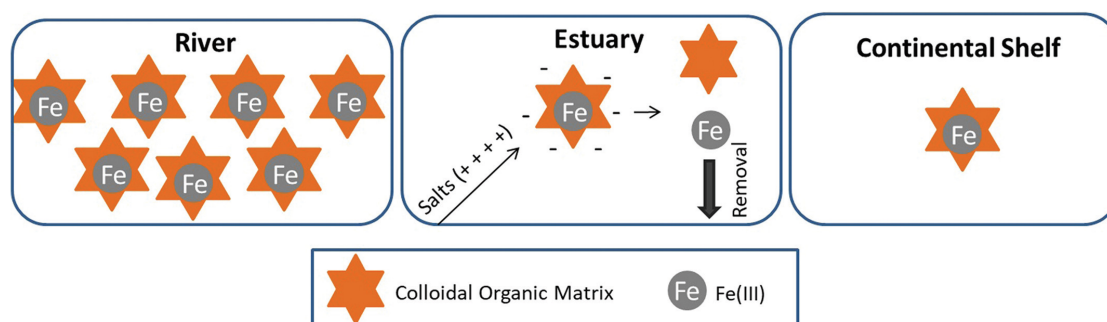 River
Fe Fe Fe Fe
Fe Fe Fe
Estuary
Salts (+ + + +)
- - - - - -
Fe
Fe
Removal
Continental Shelf
Fe
Colloidal Organic Matrix
Fe Fe(III)